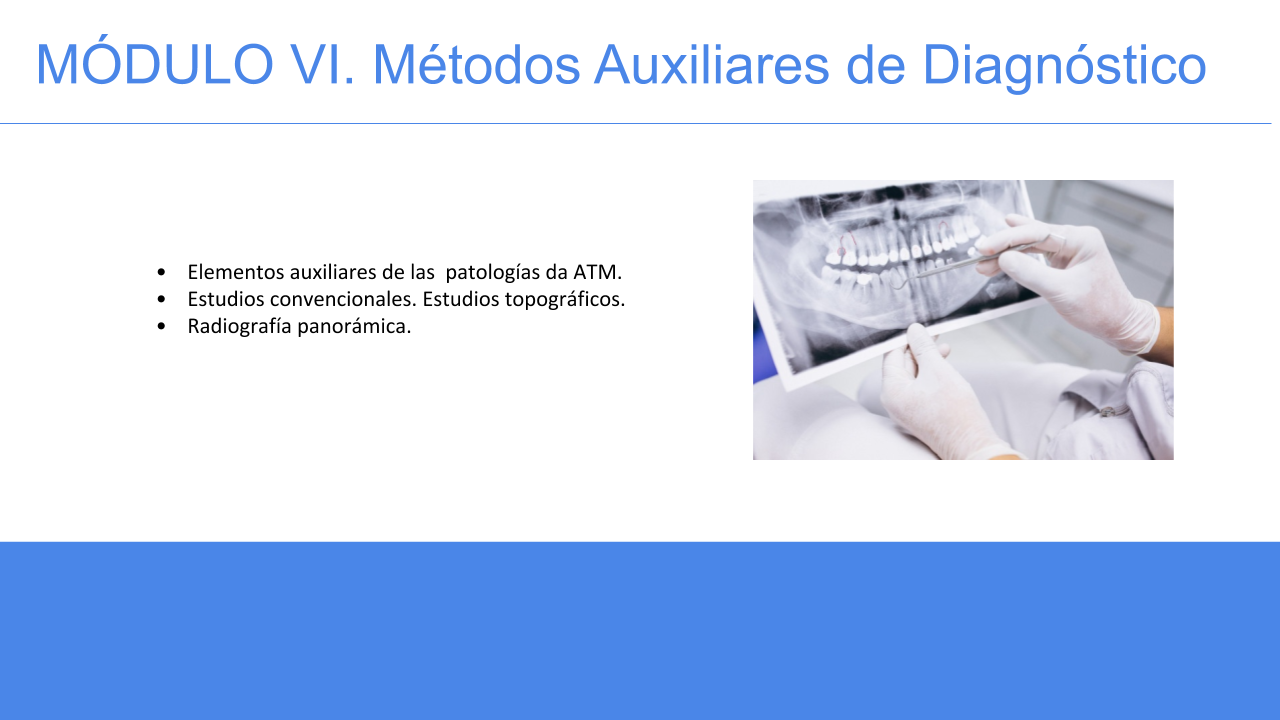 MÓDULO VI. Métodos Auxiliares de Diagnóstico
• Elementos auxiliares de las  patologías da ATM.
• Estudios convencionales. Estudios topográficos.
• Radiografía panorámica.